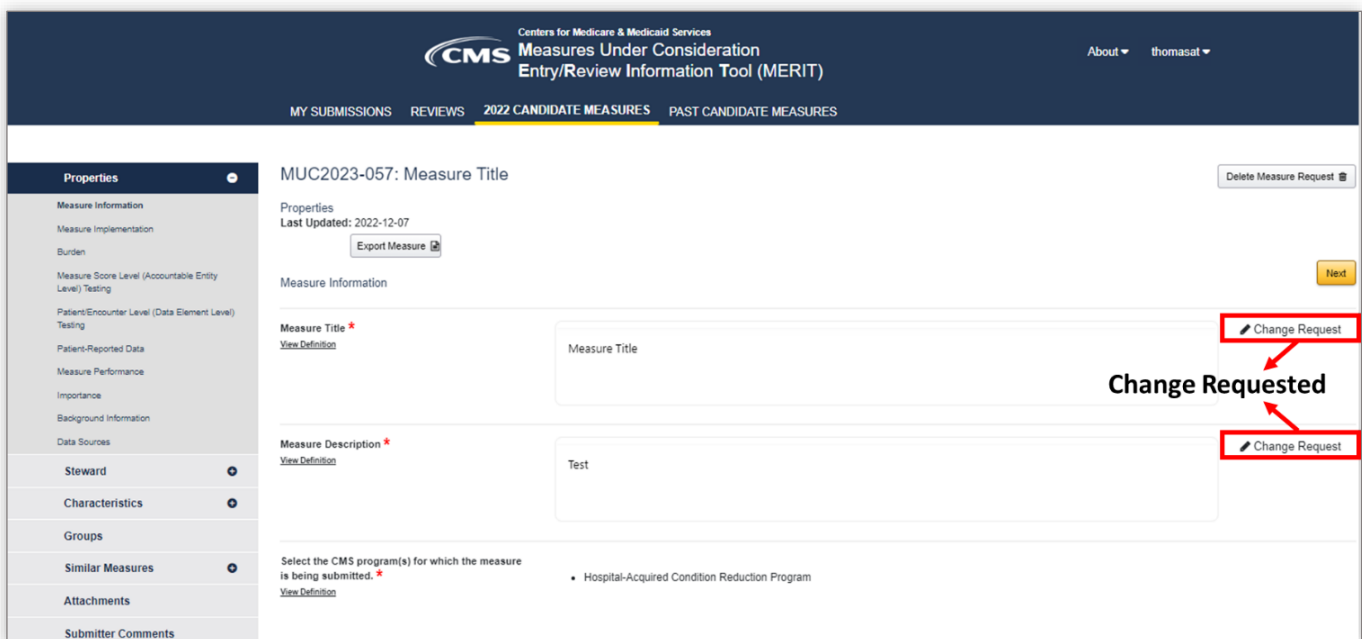 Centers for Medicare & Medicaid Services
CMS Measures Under Consideration
Entry/Review Information Tool (MERIT)
About thomasat
MY SUBMISSIONS REVIEWS 2022 CANDIDATE MEASURES PAST CANDIDATE MEASURES
Properties
Measure Information
Measure Implementation
Burden
Measure Score Level (Accountable Entity
Level) Testing
Patient/Encounter Level (Data Element Level)
Testing
Patient-Reported Data
Measure Performance
Importance
Background Information
Data Sources
Steward
Characteristics
Groups
Similar Measures
Attachments
Submitter Comments
MUC2023-057: Measure Title
Delete Measure Request
Properties
Last Updated: 2022-12-07
Export Measure
Next
Measure Information
Measure Title *
View Definition
Measure Title
Change Request
Change Requested
Measure Description *
View Definition
Test
Change Request
Select the CMS program(s) for which the measure
is being submitted. *
View Definition
• Hospital-Acquired Condition Reduction Program